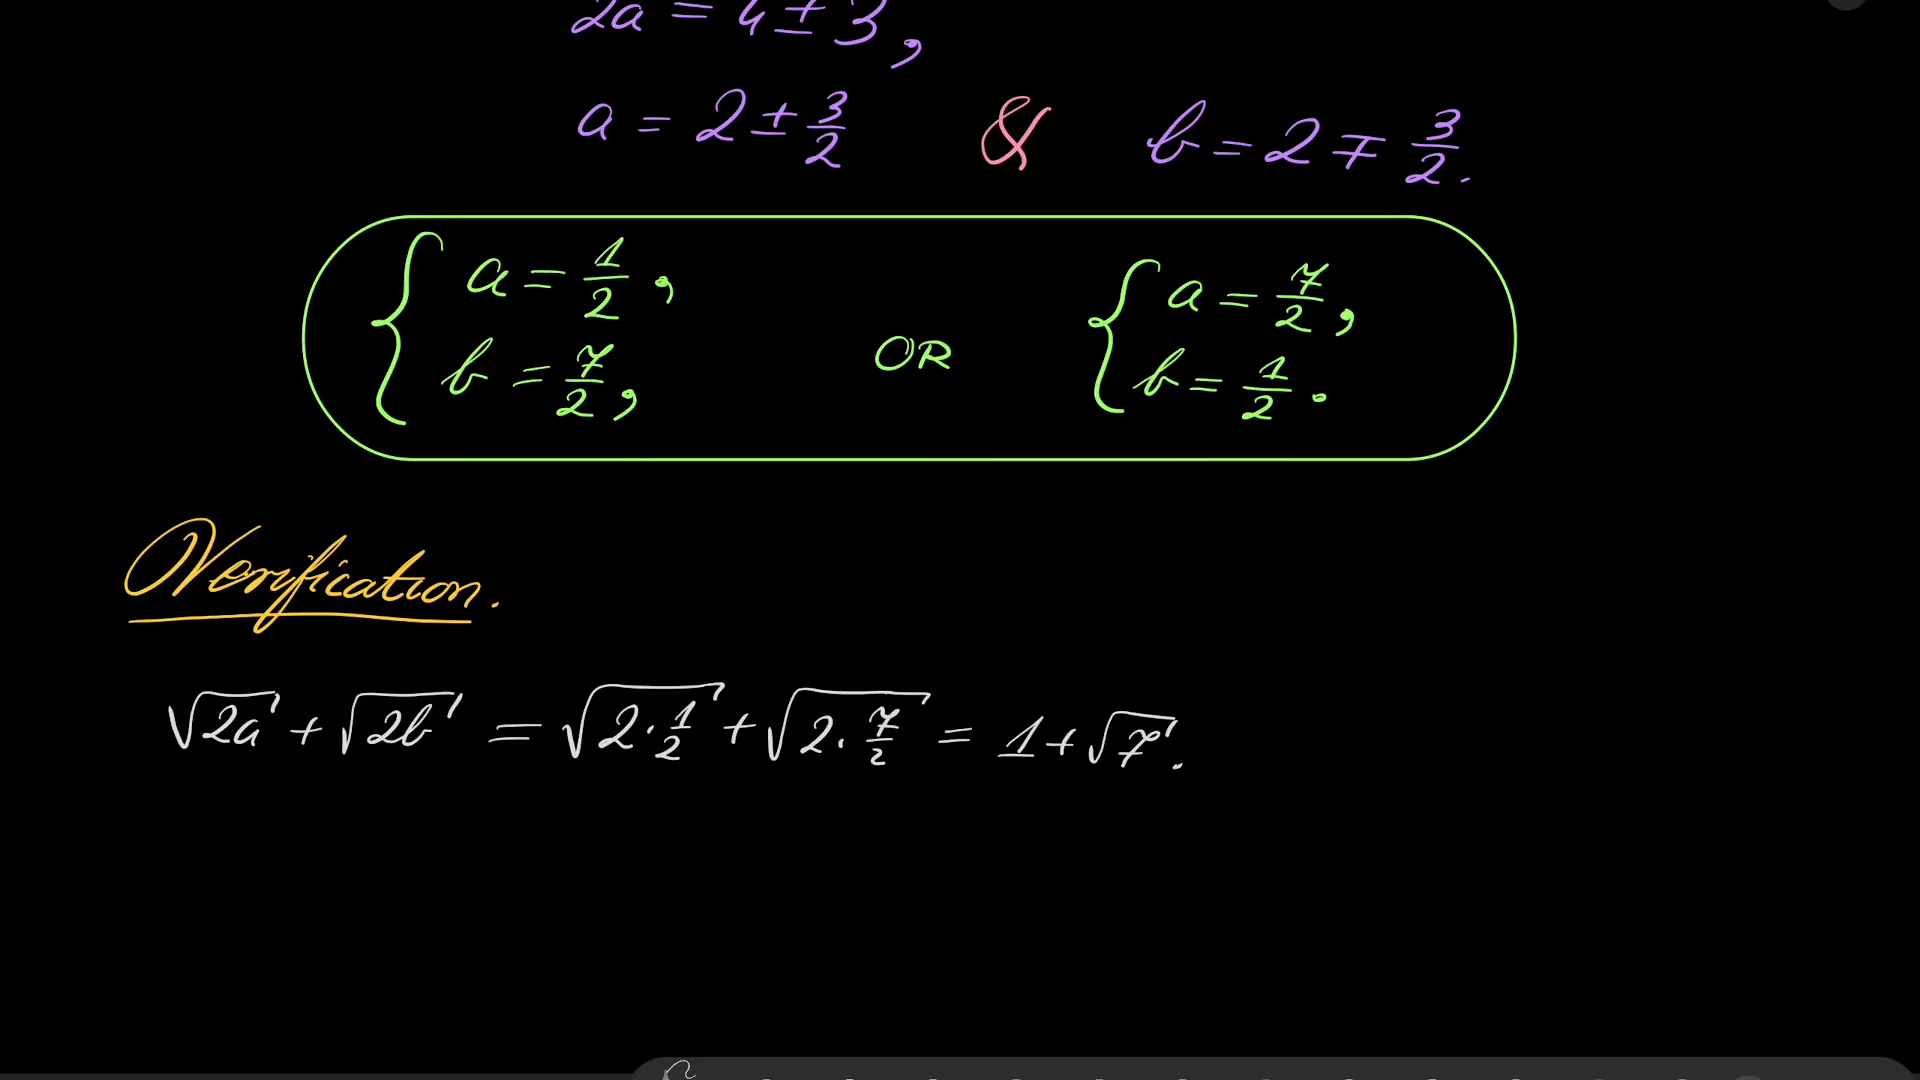 2a = 4 ± 3,
a = 2 ± 3/2 & b = 2 ∓ 3/2.
{ a = 1/2, b = 7/2, OR { a = 7/2, b = 1/2.
Verification.
√2a + √2b = √2·1/2 + √2·7/2 = 1 + √7.